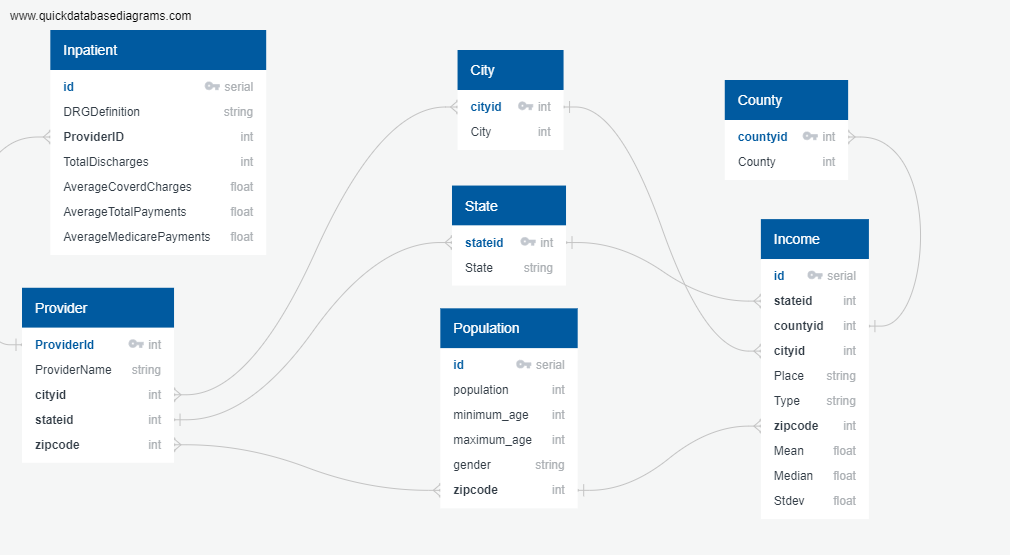 www.quickdatabasediagrams.com
Inpatient
id serial
DRGDefinition string
ProviderID int
TotalDischarges int
AverageCoverdCharges float
AverageTotalPayments float
AverageMedicarePayments float
Provider
ProviderId int
ProviderName string
cityid int
stateid int
zipcode int
City
cityid int
City int
State
stateid int
State string
Population
id serial
population int
minimum_age int
maximum_age int
gender string
zipcode int
County
countyid int
County int
Income
id serial
stateid int
countyid int
cityid int
Place string
Type string
zipcode int
Mean float
Median float
Stdev float